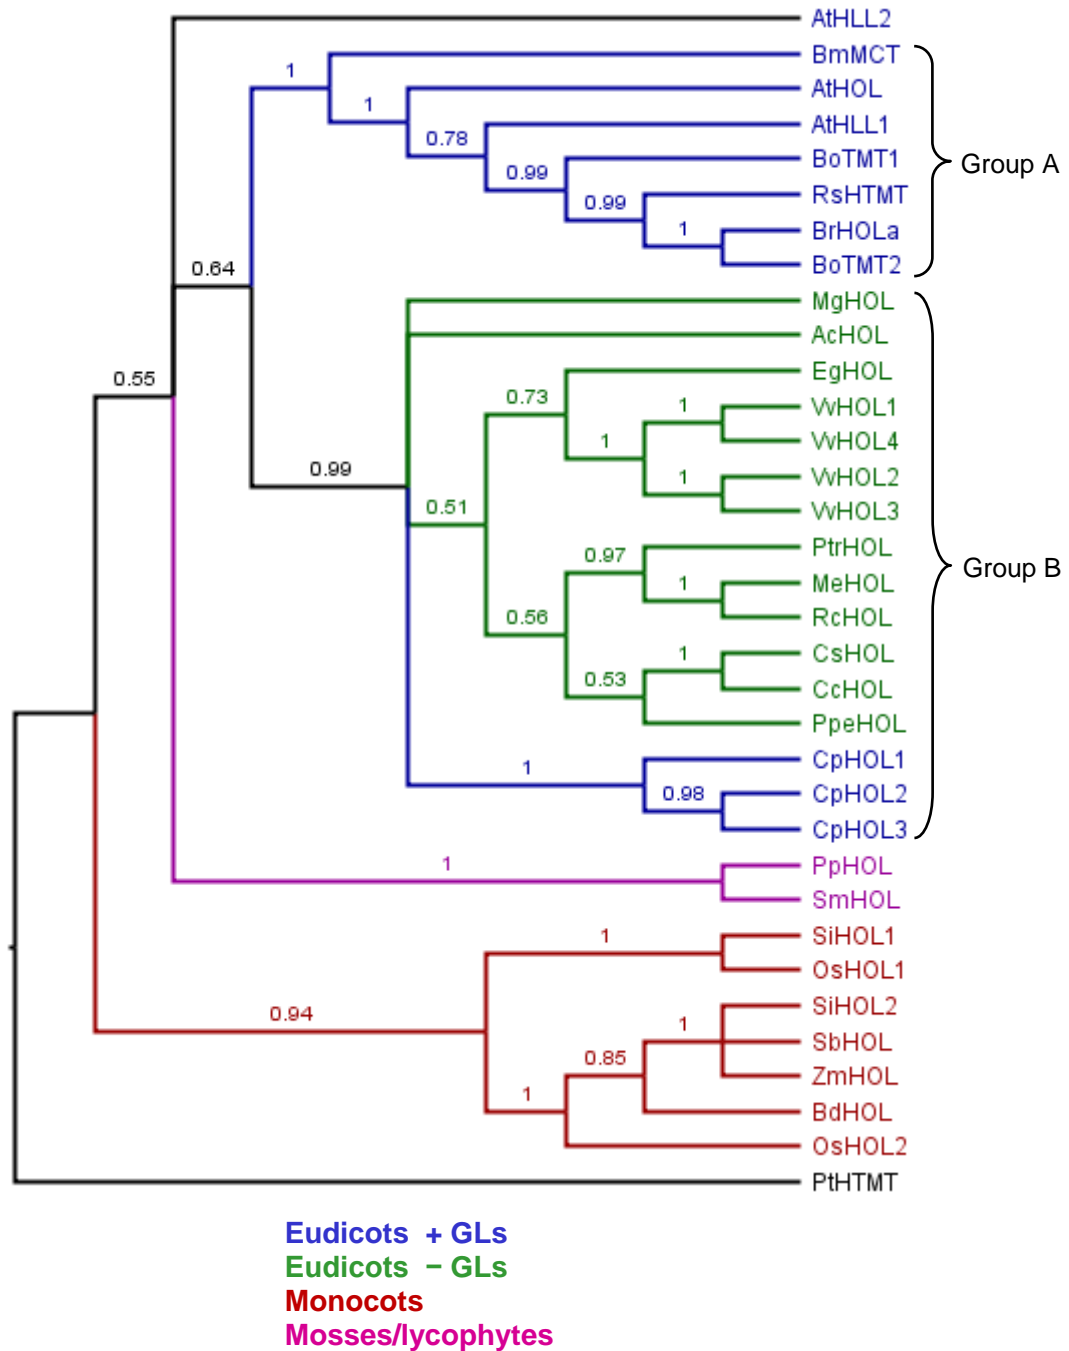 AtHLL2
BmMCT
1
AtHOL
1
AtHLL1
0.78
BoTMT1
Group A
0.99
RsHTMT
0.99
BrHOLa
1
BoTMT2
0.64
MgHOL
AcHOL
EgHOL
0.55
0.73
VvHOL1
1
VvHOL4
1
VvHOL2
0.99
1
VvHOL3
0.51
PtrHOL
0.97
Group B
MeHOL
1
RcHOL
0.56
CsHOL
1
CcHOL
0.53
PpeHOL
CpHOL1
1
CpHOL2
0.98
CpHOL3
PpHOL
1
SmHOL
SiHOL1
1
OsHOL1
SiHOL2
0.94
1
SbHOL
0.85
ZmHOL
1
BdHOL
OsHOL2
PtHTMT
Eudicots + GLs
Eudicots − GLs
Monocots
Mosses/lycophytes